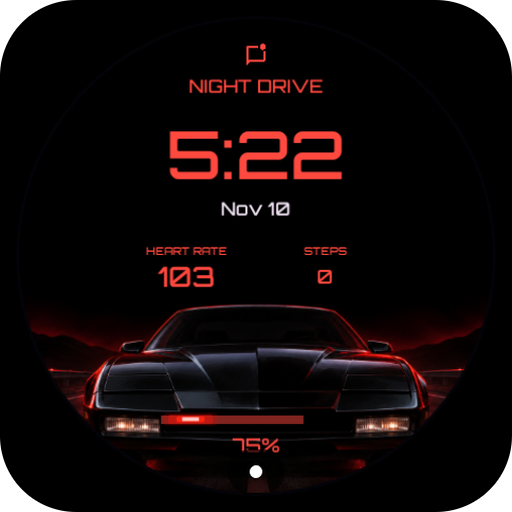 NIGHT DRIVE
5:22
Nov 10
HEART RATE STEPS
103 0
75%